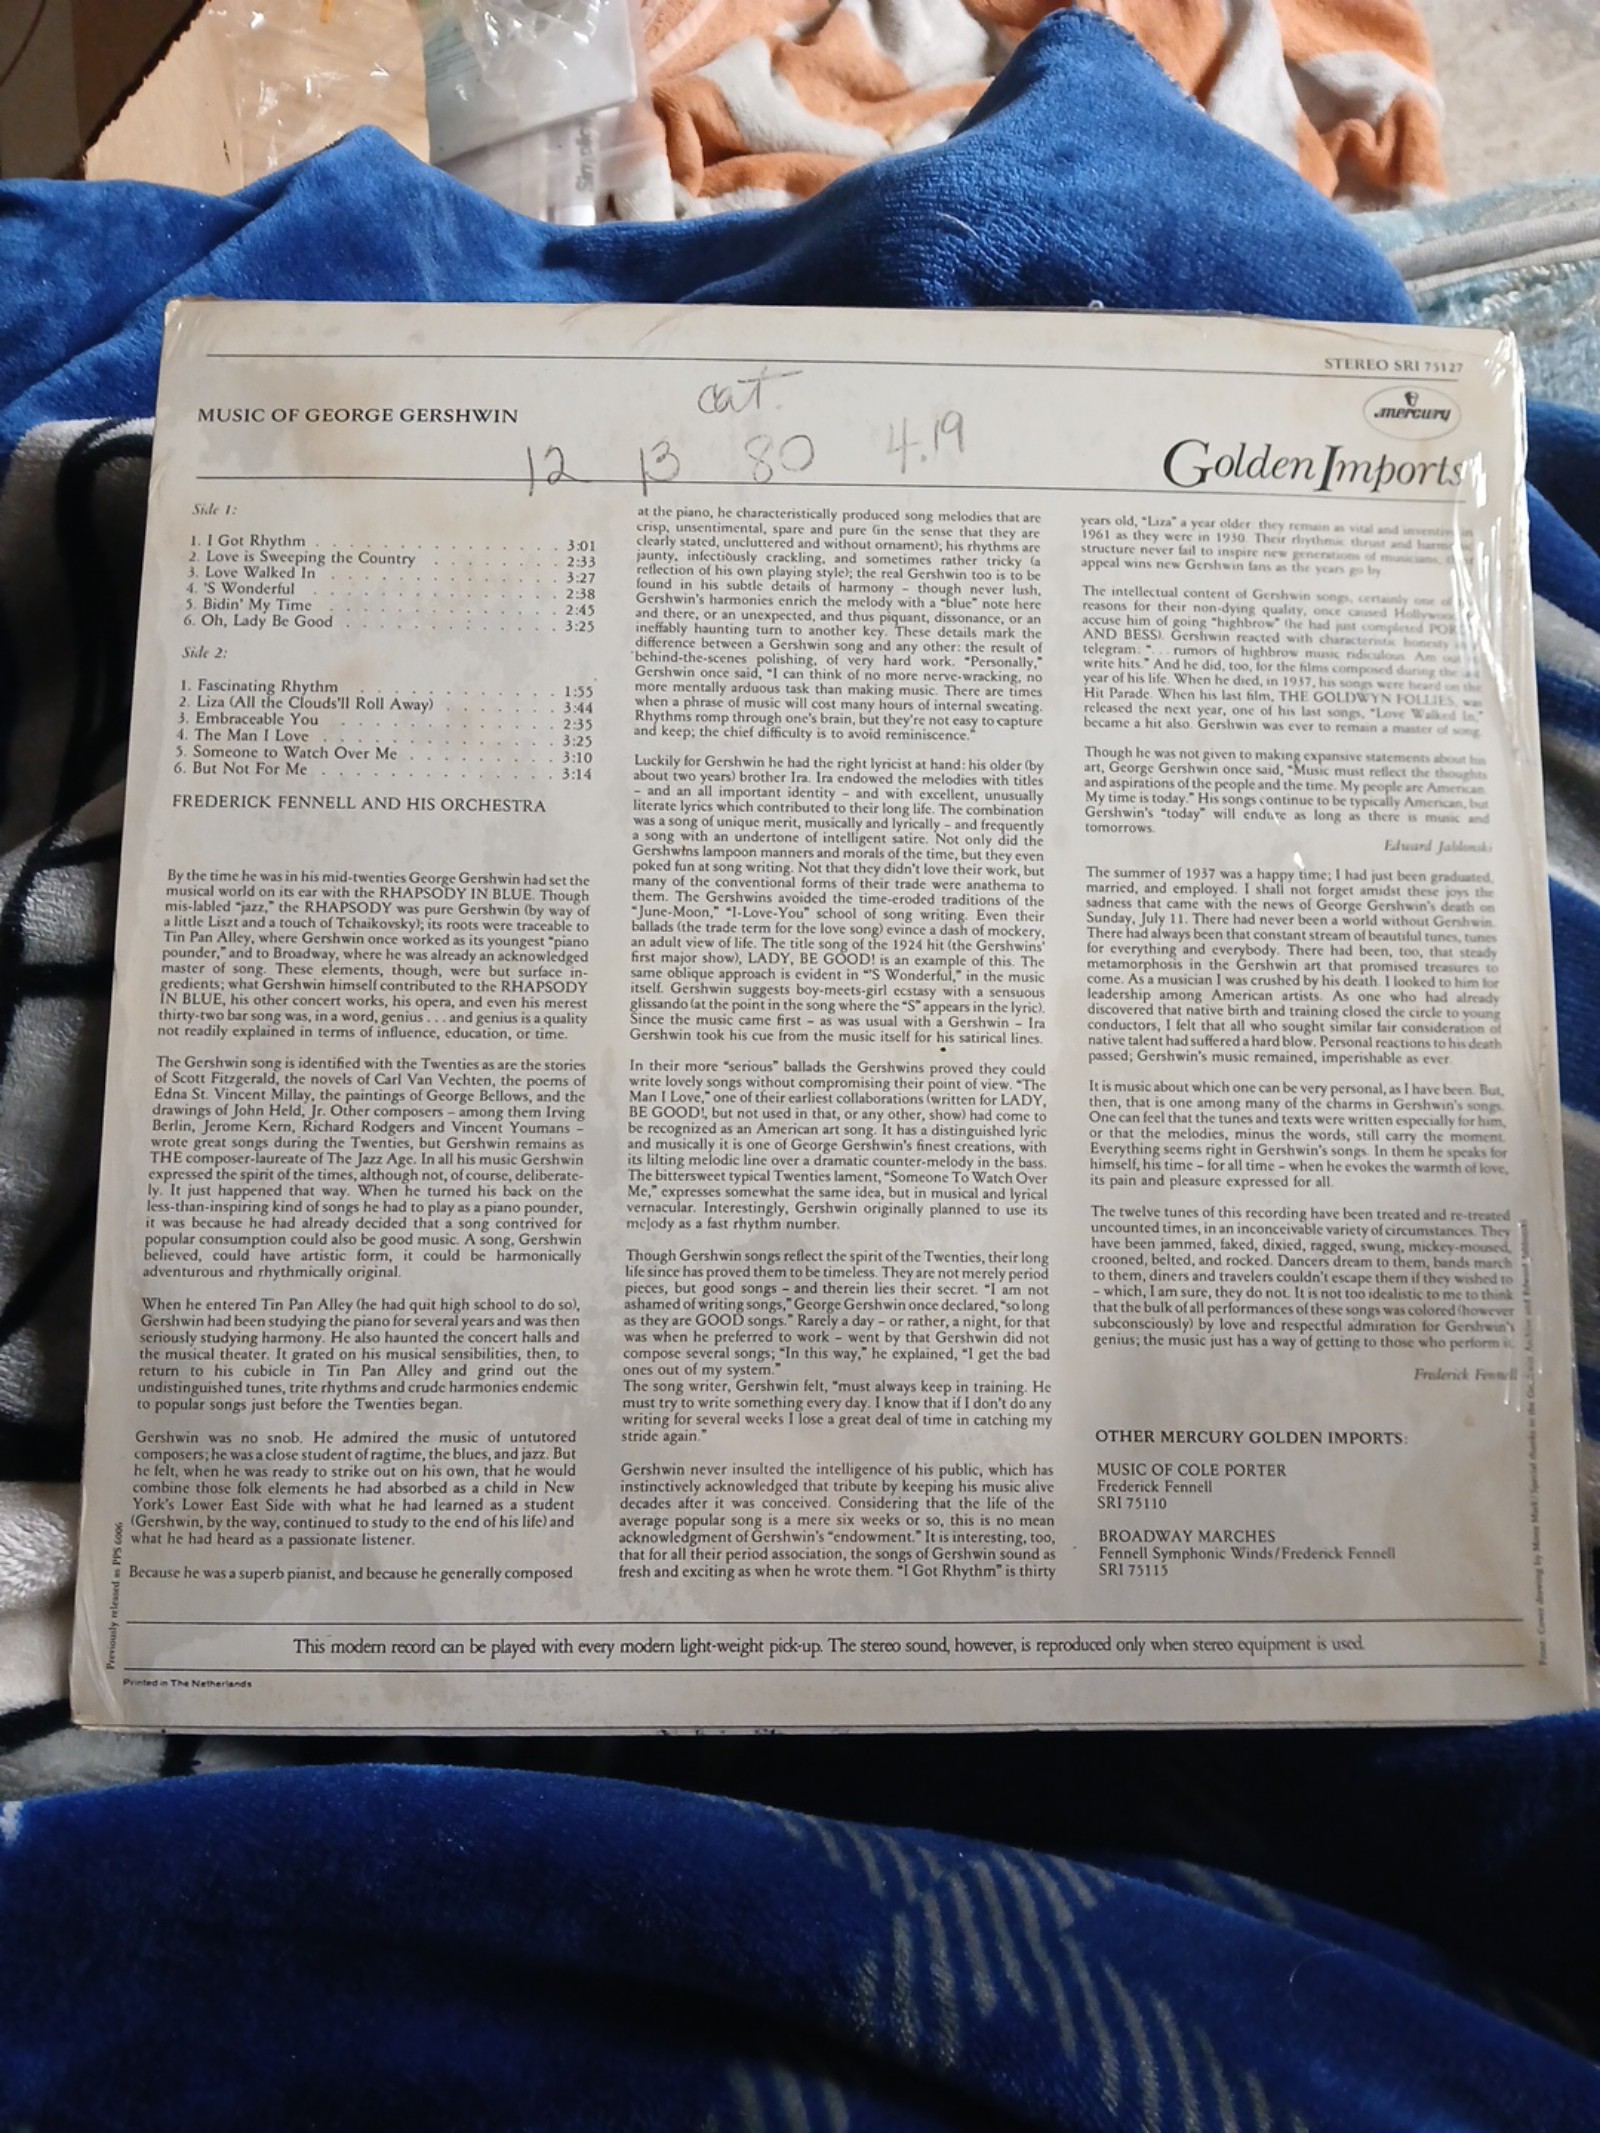 STEREO SRI 75127
mercury
Golden Imports
MUSIC OF GEORGE GERSHWIN
cat.
12 13 80 4.19
Side 1:
1. I Got Rhythm . . . 3:01
2. Love is Sweeping the Country . . . 2:33
3. Love Walked In . . . 3:27
4. 'S Wonderful . . . 2:38
5. Bidin' My Time . . . 2:45
6. Oh, Lady Be Good . . . 3:25
Side 2:
1. Fascinating Rhythm . . . 1:55
2. Liza (All the Clouds'll Roll Away) . . . 3:44
3. Embraceable You . . . 2:35
4. The Man I Love . . . 3:25
5. Someone to Watch Over Me . . . 3:10
6. But Not For Me . . . 3:14
FREDERICK FENNELL AND HIS ORCHESTRA
By the time he was in his mid-twenties George Gershwin had set the
musical world on its ear with the RHAPSODY IN BLUE. Though
mis-labled "jazz," the RHAPSODY was pure Gershwin (by way of
a little Liszt and a touch of Tchaikovsky); its roots were traceable to
Tin Pan Alley, where Gershwin once worked as its youngest "piano
pounder," and to Broadway, where he was already an acknowledged
master of song. These elements, though, were but surface in-
gredients; what Gershwin himself contributed to the RHAPSODY
IN BLUE, his other concert works, his opera, and even his merest
thirty-two bar song was, in a word, genius . . . and genius is a quality
not readily explained in terms of influence, education, or time.
The Gershwin song is identified with the Twenties as are the stories
of Scott Fitzgerald, the novels of Carl Van Vechten, the poems of
Edna St. Vincent Millay, the paintings of George Bellows, and the
drawings of John Held, Jr. Other composers – among them Irving
Berlin, Jerome Kern, Richard Rodgers and Vincent Youmans –
wrote great songs during the Twenties, but Gershwin remains as
THE composer-laureate of The Jazz Age. In all his music Gershwin
expressed the spirit of the times, although not, of course, deliberate-
ly. It just happened that way. When he turned his back on the
less-than-inspiring kind of songs he had to play as a piano pounder,
it was because he had already decided that a song contrived for
popular consumption could also be good music. A song, Gershwin
believed, could have artistic form, it could be harmonically
adventurous and rhythmically original.
When he entered Tin Pan Alley (he had quit high school to do so),
Gershwin had been studying the piano for several years and was then
seriously studying harmony. He also haunted the concert halls and
the musical theater. It grated on his musical sensibilities, then, to
return to his cubicle in Tin Pan Alley and grind out the
undistinguished tunes, trite rhythms and crude harmonies endemic
to popular songs just before the Twenties began.
Gershwin was no snob. He admired the music of untutored
composers; he was a close student of ragtime, the blues, and jazz. But
he felt, when he was ready to strike out on his own, that he would
combine those folk elements he had absorbed as a child in New
York's Lower East Side with what he had learned as a student
(Gershwin, by the way, continued to study to the end of his life) and
what he had heard as a passionate listener.
Because he was a superb pianist, and because he generally composed
at the piano, he characteristically produced song melodies that are
crisp, unsentimental, spare and pure (in the sense that they are
clearly stated, uncluttered and without ornament); his rhythms are
jaunty, infectiously crackling, and sometimes rather tricky (a
reflection of his own playing style); the real Gershwin too is to be
found in his subtle details of harmony – though never lush,
Gershwin's harmonies enrich the melody with a "blue" note here
and there, or an unexpected, and thus piquant, dissonance, or an
ineffably haunting turn to another key. These details mark the
difference between a Gershwin song and any other: the result of
behind-the-scenes polishing, of very hard work. "Personally,"
Gershwin once said, "I can think of no more nerve-wracking, no
more mentally arduous task than making music. There are times
when a phrase of music will cost many hours of internal sweating.
Rhythms romp through one's brain, but they're not easy to capture
and keep; the chief difficulty is to avoid reminiscence."
Luckily for Gershwin he had the right lyricist at hand: his older (by
about two years) brother Ira. Ira endowed the melodies with titles
– and an all important identity – and with excellent, unusually
literate lyrics which contributed to their long life. The combination
was a song of unique merit, musically and lyrically – and frequently
a song with an undertone of intelligent satire. Not only did the
Gershwins lampoon manners and morals of the time, but they even
poked fun at song writing. Not that they didn't love their work, but
many of the conventional forms of their trade were anathema to
them. The Gershwins avoided the time-eroded traditions of the
"June-Moon," "I-Love-You" school of song writing. Even their
ballads (the trade term for the love song) evince a dash of mockery,
an adult view of life. The title song of the 1924 hit (the Gershwins'
first major show), LADY, BE GOOD! is an example of this. The
same oblique approach is evident in "'S Wonderful," in the music
itself. Gershwin suggests boy-meets-girl ecstasy with a sensuous
glissando (at the point in the song where the "S" appears in the lyric).
Since the music came first – as was usual with a Gershwin – Ira
Gershwin took his cue from the music itself for his satirical lines.
In their more "serious" ballads the Gershwins proved they could
write lovely songs without compromising their point of view. "The
Man I Love," one of their earliest collaborations (written for LADY,
BE GOOD!, but not used in that, or any other, show) had come to
be recognized as an American art song. It has a distinguished lyric
and musically it is one of George Gershwin's finest creations, with
its lilting melodic line over a dramatic counter-melody in the bass.
The bittersweet typical Twenties lament, "Someone To Watch Over
Me," expresses somewhat the same idea, but in musical and lyrical
vernacular. Interestingly, Gershwin originally planned to use its
melody as a fast rhythm number.
Though Gershwin songs reflect the spirit of the Twenties, their long
life since has proved them to be timeless. They are not merely period
pieces, but good songs – and therein lies their secret. "I am not
ashamed of writing songs," George Gershwin once declared, "so long
as they are GOOD songs." Rarely a day – or rather, a night, for that
was when he preferred to work – went by that Gershwin did not
compose several songs; "In this way," he explained, "I get the bad
ones out of my system."
The song writer, Gershwin felt, "must always keep in training. He
must try to write something every day. I know that if I don't do any
writing for several weeks I lose a great deal of time in catching my
stride again."
Gershwin never insulted the intelligence of his public, which has
instinctively acknowledged that tribute by keeping his music alive
decades after it was conceived. Considering that the life of the
average popular song is a mere six weeks or so, this is no mean
acknowledgment of Gershwin's "endowment." It is interesting, too,
that for all their period association, the songs of Gershwin sound as
fresh and exciting as when he wrote them. "I Got Rhythm" is thirty
years old, "Liza" a year older they remain as vital and inventive in
1961 as they were in 1930. Their rhythmic thrust and
structure never fail to inspire new generations of musicians,
appeal wins new Gershwin fans as the years go by
The intellectual content of Gershwin songs, certainly one of
reasons for their non-dying quality, once caused Hollywood
accuse him of going "highbrow" (he had just completed
AND BESS). Gershwin reacted with characteristic honesty
telegram: ". . . rumors of highbrow music ridiculous. Am
write hits." And he did, too, for the films composed during the
year of his life. When he died, in 1937, his songs were heard on the
Hit Parade. When his last film, THE GOLDWYN FOLLIES, was
released the next year, one of his last songs, "Love Walked In,"
became a hit also. Gershwin was ever to remain a master of song.
Though he was not given to making expansive statements about his
art, George Gershwin once said, "Music must reflect the thoughts
and aspirations of the people and the time. My people are American.
My time is today." His songs continue to be typically American, but
Gershwin's "today" will endure as long as there is music and
tomorrows.
Edward Jablonski
The summer of 1937 was a happy time; I had just been graduated,
married, and employed. I shall not forget amidst these joys the
sadness that came with the news of George Gershwin's death on
Sunday, July 11. There had never been a world without Gershwin.
There had always been that constant stream of beautiful tunes, tunes
for everything and everybody. There had been, too, that steady
metamorphosis in the Gershwin art that promised treasures to
come. As a musician I was crushed by his death. I looked to him for
leadership among American artists. As one who had already
discovered that native birth and training closed the circle to young
conductors, I felt that all who sought similar fair consideration of
native talent had suffered a hard blow. Personal reactions to his death
passed; Gershwin's music remained, imperishable as ever.
It is music about which one can be very personal, as I have been. But,
then, that is one among many of the charms in Gershwin's songs.
One can feel that the tunes and texts were written especially for him,
or that the melodies, minus the words, still carry the moment.
Everything seems right in Gershwin's songs. In them he speaks for
himself, his time – for all time – when he evokes the warmth of love,
its pain and pleasure expressed for all.
The twelve tunes of this recording have been treated and re-treated
uncounted times, in an inconceivable variety of circumstances. They
have been jammed, faked, dixied, ragged, swung, mickey-moused,
crooned, belted, and rocked. Dancers dream to them, bands march
to them, diners and travelers couldn't escape them if they wished to
– which, I am sure, they do not. It is not too idealistic to me to think
that the bulk of all performances of these songs was colored (however
subconsciously) by love and respectful admiration for Gershwin's
genius; the music just has a way of getting to those who perform it.
Frederick Fennell
OTHER MERCURY GOLDEN IMPORTS:
MUSIC OF COLE PORTER
Frederick Fennell
SRI 75110
BROADWAY MARCHES
Fennell Symphonic Winds/Frederick Fennell
SRI 75115
Previously released as PPS 6006
This modern record can be played with every modern light-weight pick-up. The stereo sound, however, is reproduced only when stereo equipment is used.
Printed in The Netherlands